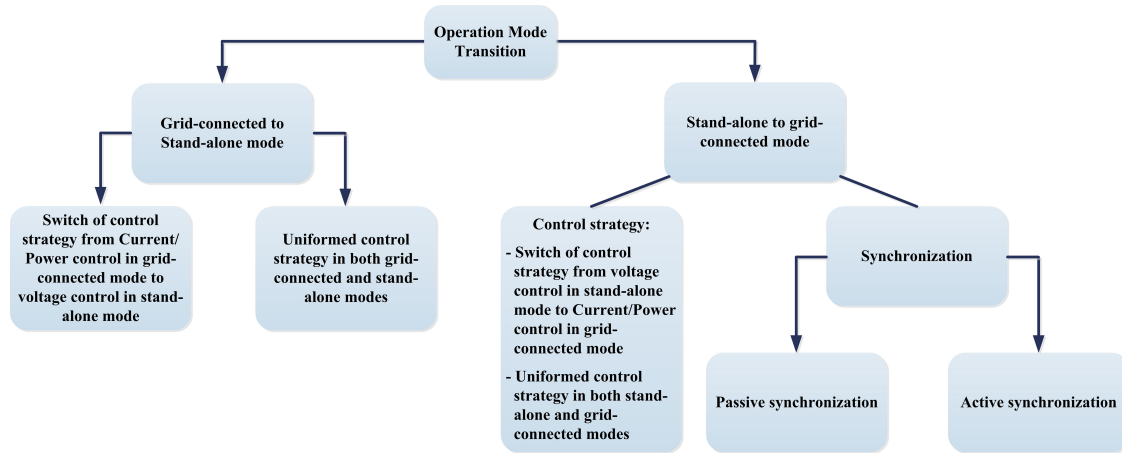 Operation Mode
Transition
Grid-connected to
Stand-alone mode
Stand-alone to grid-
connected mode
Switch of control
strategy from Current/
Power control in grid-
connected mode to
voltage control in stand-
alone mode
Uniformed control
strategy in both grid-
connected and stand-
alone modes
Control strategy:
- Switch of control
strategy from voltage
control in stand-alone
mode to Current/Power
control in grid-
connected mode
- Uniformed control
strategy in both stand-
alone and grid-
connected modes
Synchronization
Passive synchronization
Active synchronization